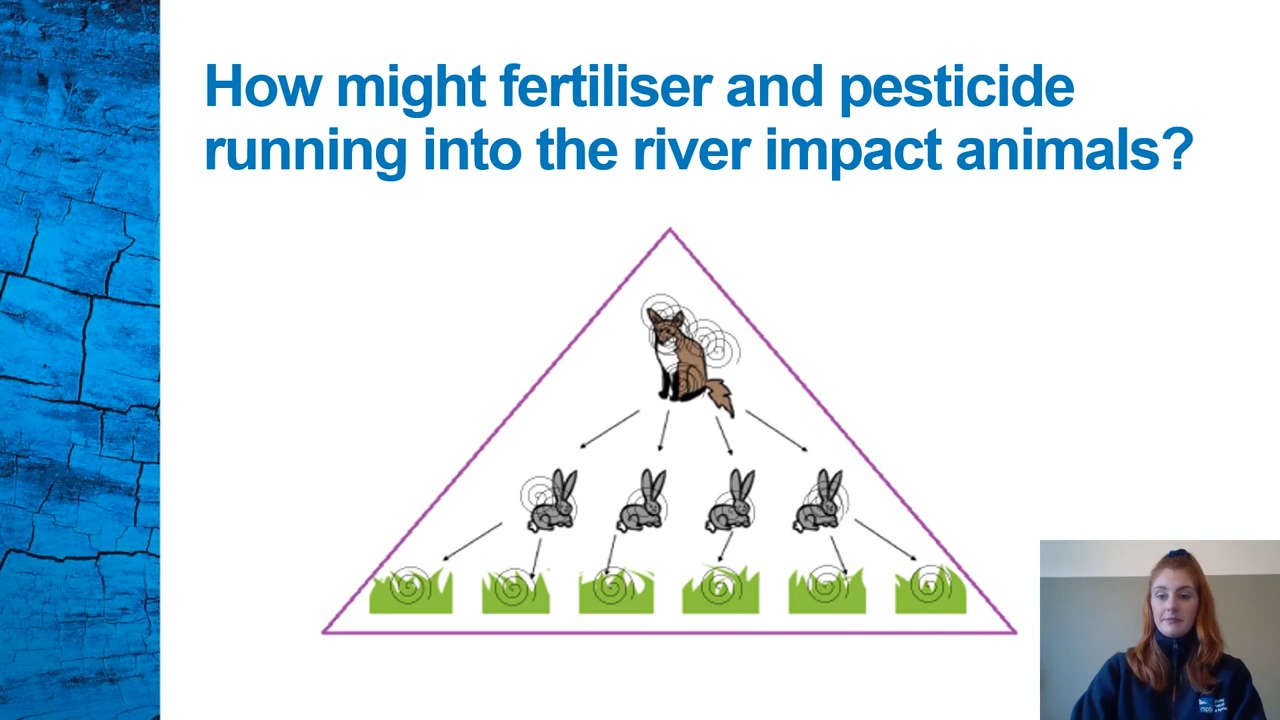 How might fertiliser and pesticide
running into the river impact animals?